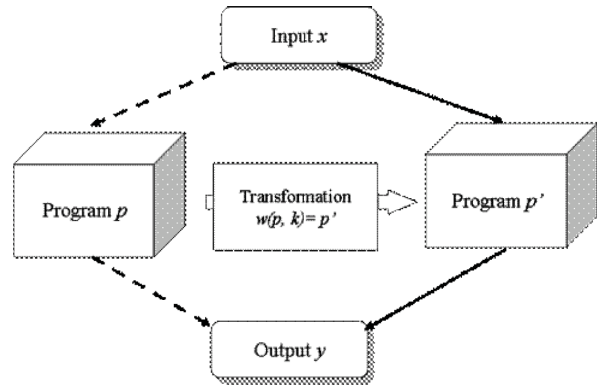 Input x
Program p
Transformation
w(p, k)= p’
Program p’
Output y